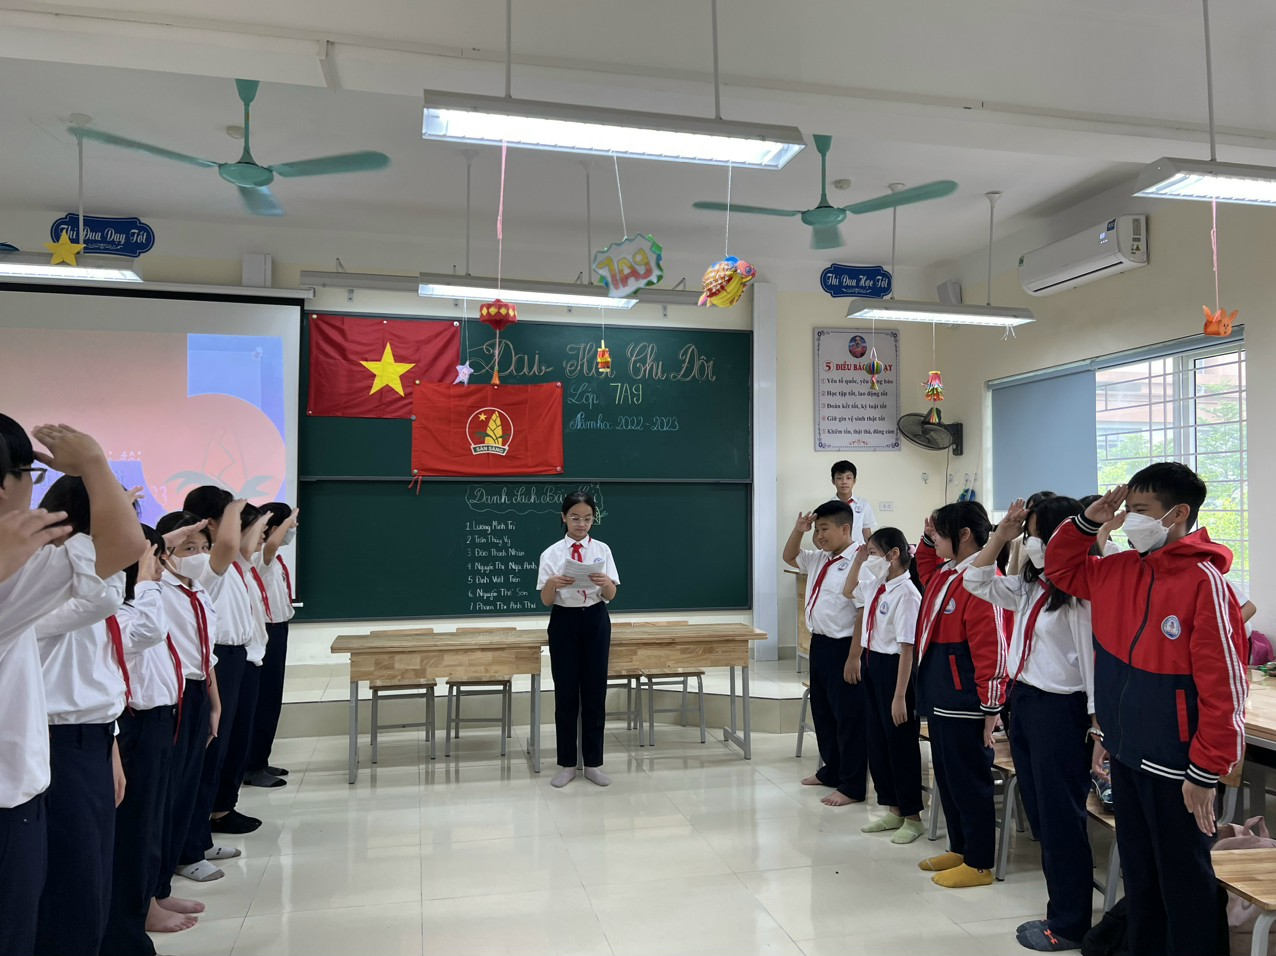 Thi Đua Dạy Tốt
7A9
Thi Đua Học Tốt
Đại Hội Chi Đội
Lớp 7A9
Năm học 2022-2023
SẴN SÀNG
5 ĐIỀU BÁC HỒ DẠY
Yêu tổ quốc, yêu đồng bào
Học tập tốt, lao động tốt
Đoàn kết tốt, kỷ luật tốt
Giữ gìn vệ sinh thật tốt
Khiêm tốn, thật thà, dũng cảm
Danh Sách Bầu
1. Lương Minh Trí
2. Trần Thùy Vy
3. Đào Thanh Nhàn
4. Nguyễn Thị Nga Anh
5. Đinh Việt Tiến
6. Nguyễn Thế Sơn
7. Phạm Thị Anh Thư